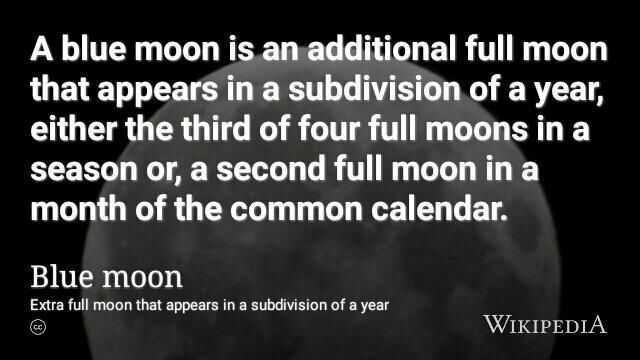 A blue moon is an additional full moon
that appears in a subdivision of a year,
either the third of four full moons in a
season or, a second full moon in a
month of the common calendar.
Blue moon
Extra full moon that appears in a subdivision of a year
cc
WIKIPEDIA